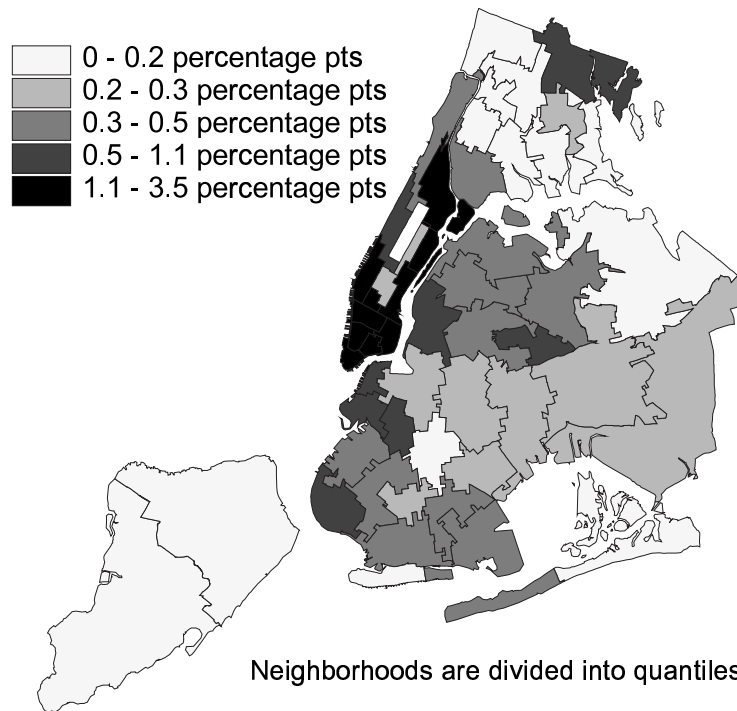 0 - 0.2 percentage pts
0.2 - 0.3 percentage pts
0.3 - 0.5 percentage pts
0.5 - 1.1 percentage pts
1.1 - 3.5 percentage pts
Neighborhoods are divided into quantiles